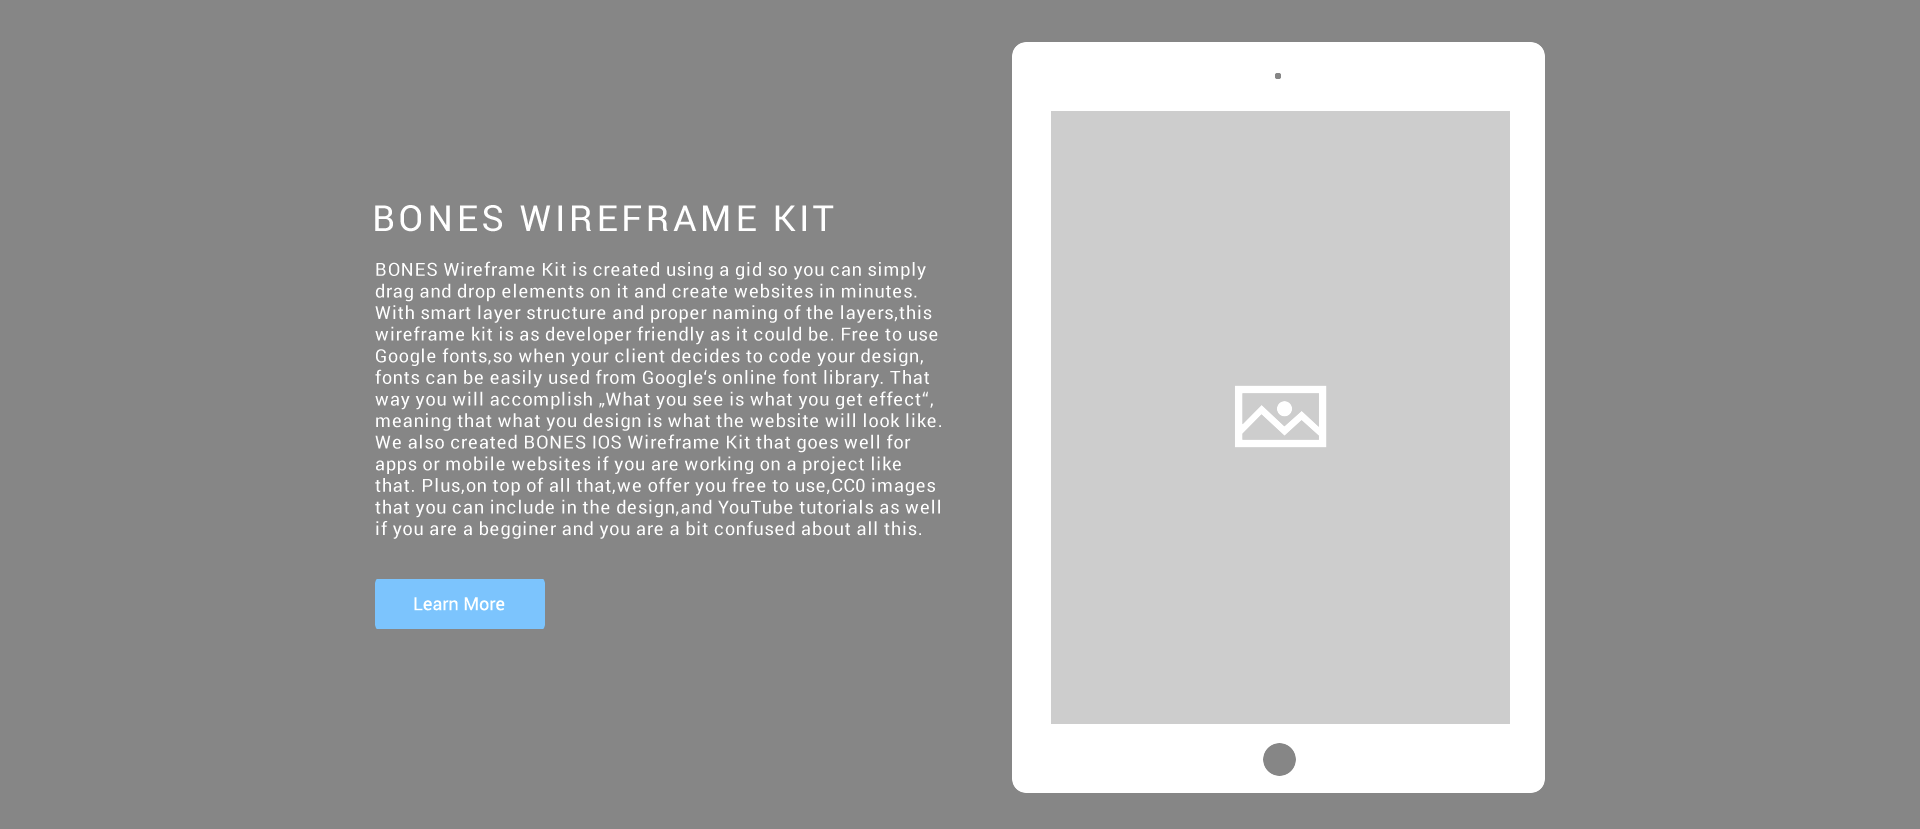 BONES WIREFRAME KIT
BONES Wireframe Kit is created using a gid so you can simply
drag and drop elements on it and create websites in minutes.
With smart layer structure and proper naming of the layers,this
wireframe kit is as developer friendly as it could be. Free to use
Google fonts,so when your client decides to code your design,
fonts can be easily used from Google‘s online font library. That
way you will accomplish „What you see is what you get effect“,
meaning that what you design is what the website will look like.
We also created BONES IOS Wireframe Kit that goes well for
apps or mobile websites if you are working on a project like
that. Plus,on top of all that,we offer you free to use,CC0 images
that you can include in the design,and YouTube tutorials as well
if you are a begginer and you are a bit confused about all this.
Learn More